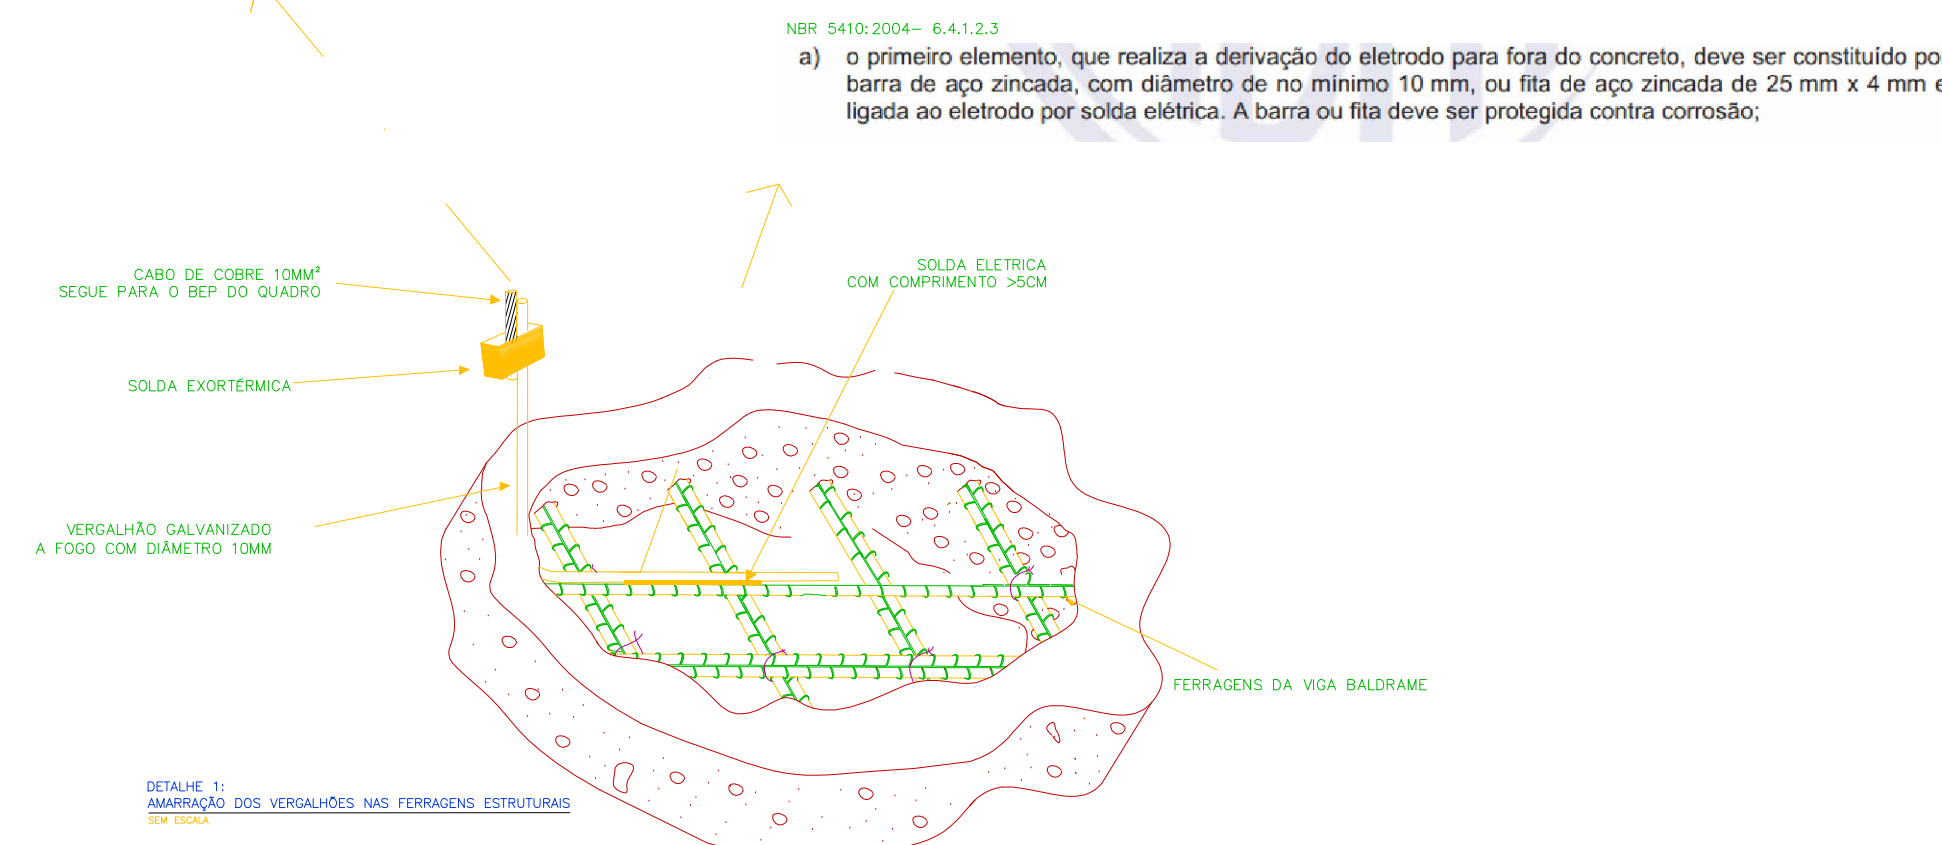 NBR 5410:2004- 6.4.1.2.3
a) o primeiro elemento, que realiza a derivação do eletrodo para fora do concreto, deve ser constituído po
barra de aço zincada, com diâmetro de no mínimo 10 mm, ou fita de aço zincada de 25 mm x 4 mm e
ligada ao eletrodo por solda elétrica. A barra ou fita deve ser protegida contra corrosão;
CABO DE COBRE 10MM²
SEGUE PARA O BEP DO QUADRO
SOLDA ELETRICA
COM COMPRIMENTO >5CM
SOLDA EXORTÉRMICA
VERGALHÃO GALVANIZADO
A FOGO COM DIÂMETRO 10MM
FERRAGENS DA VIGA BALDRAME
DETALHE 1:
AMARRAÇÃO DOS VERGALHÕES NAS FERRAGENS ESTRUTURAIS
SEM ESCALA